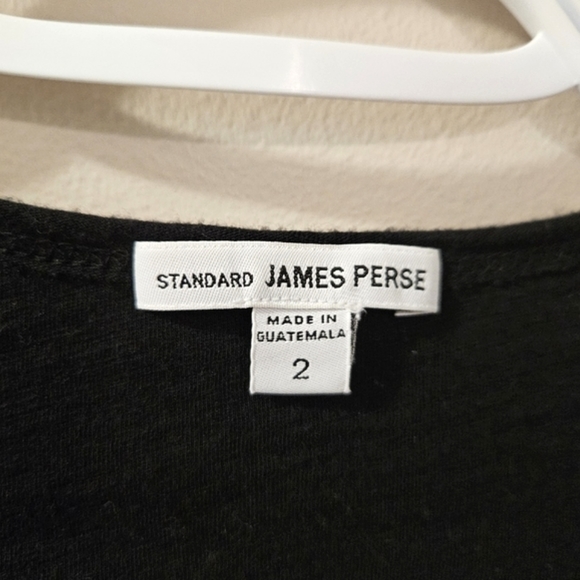 STANDARD JAMES PERSE
MADE IN
GUATEMALA
2